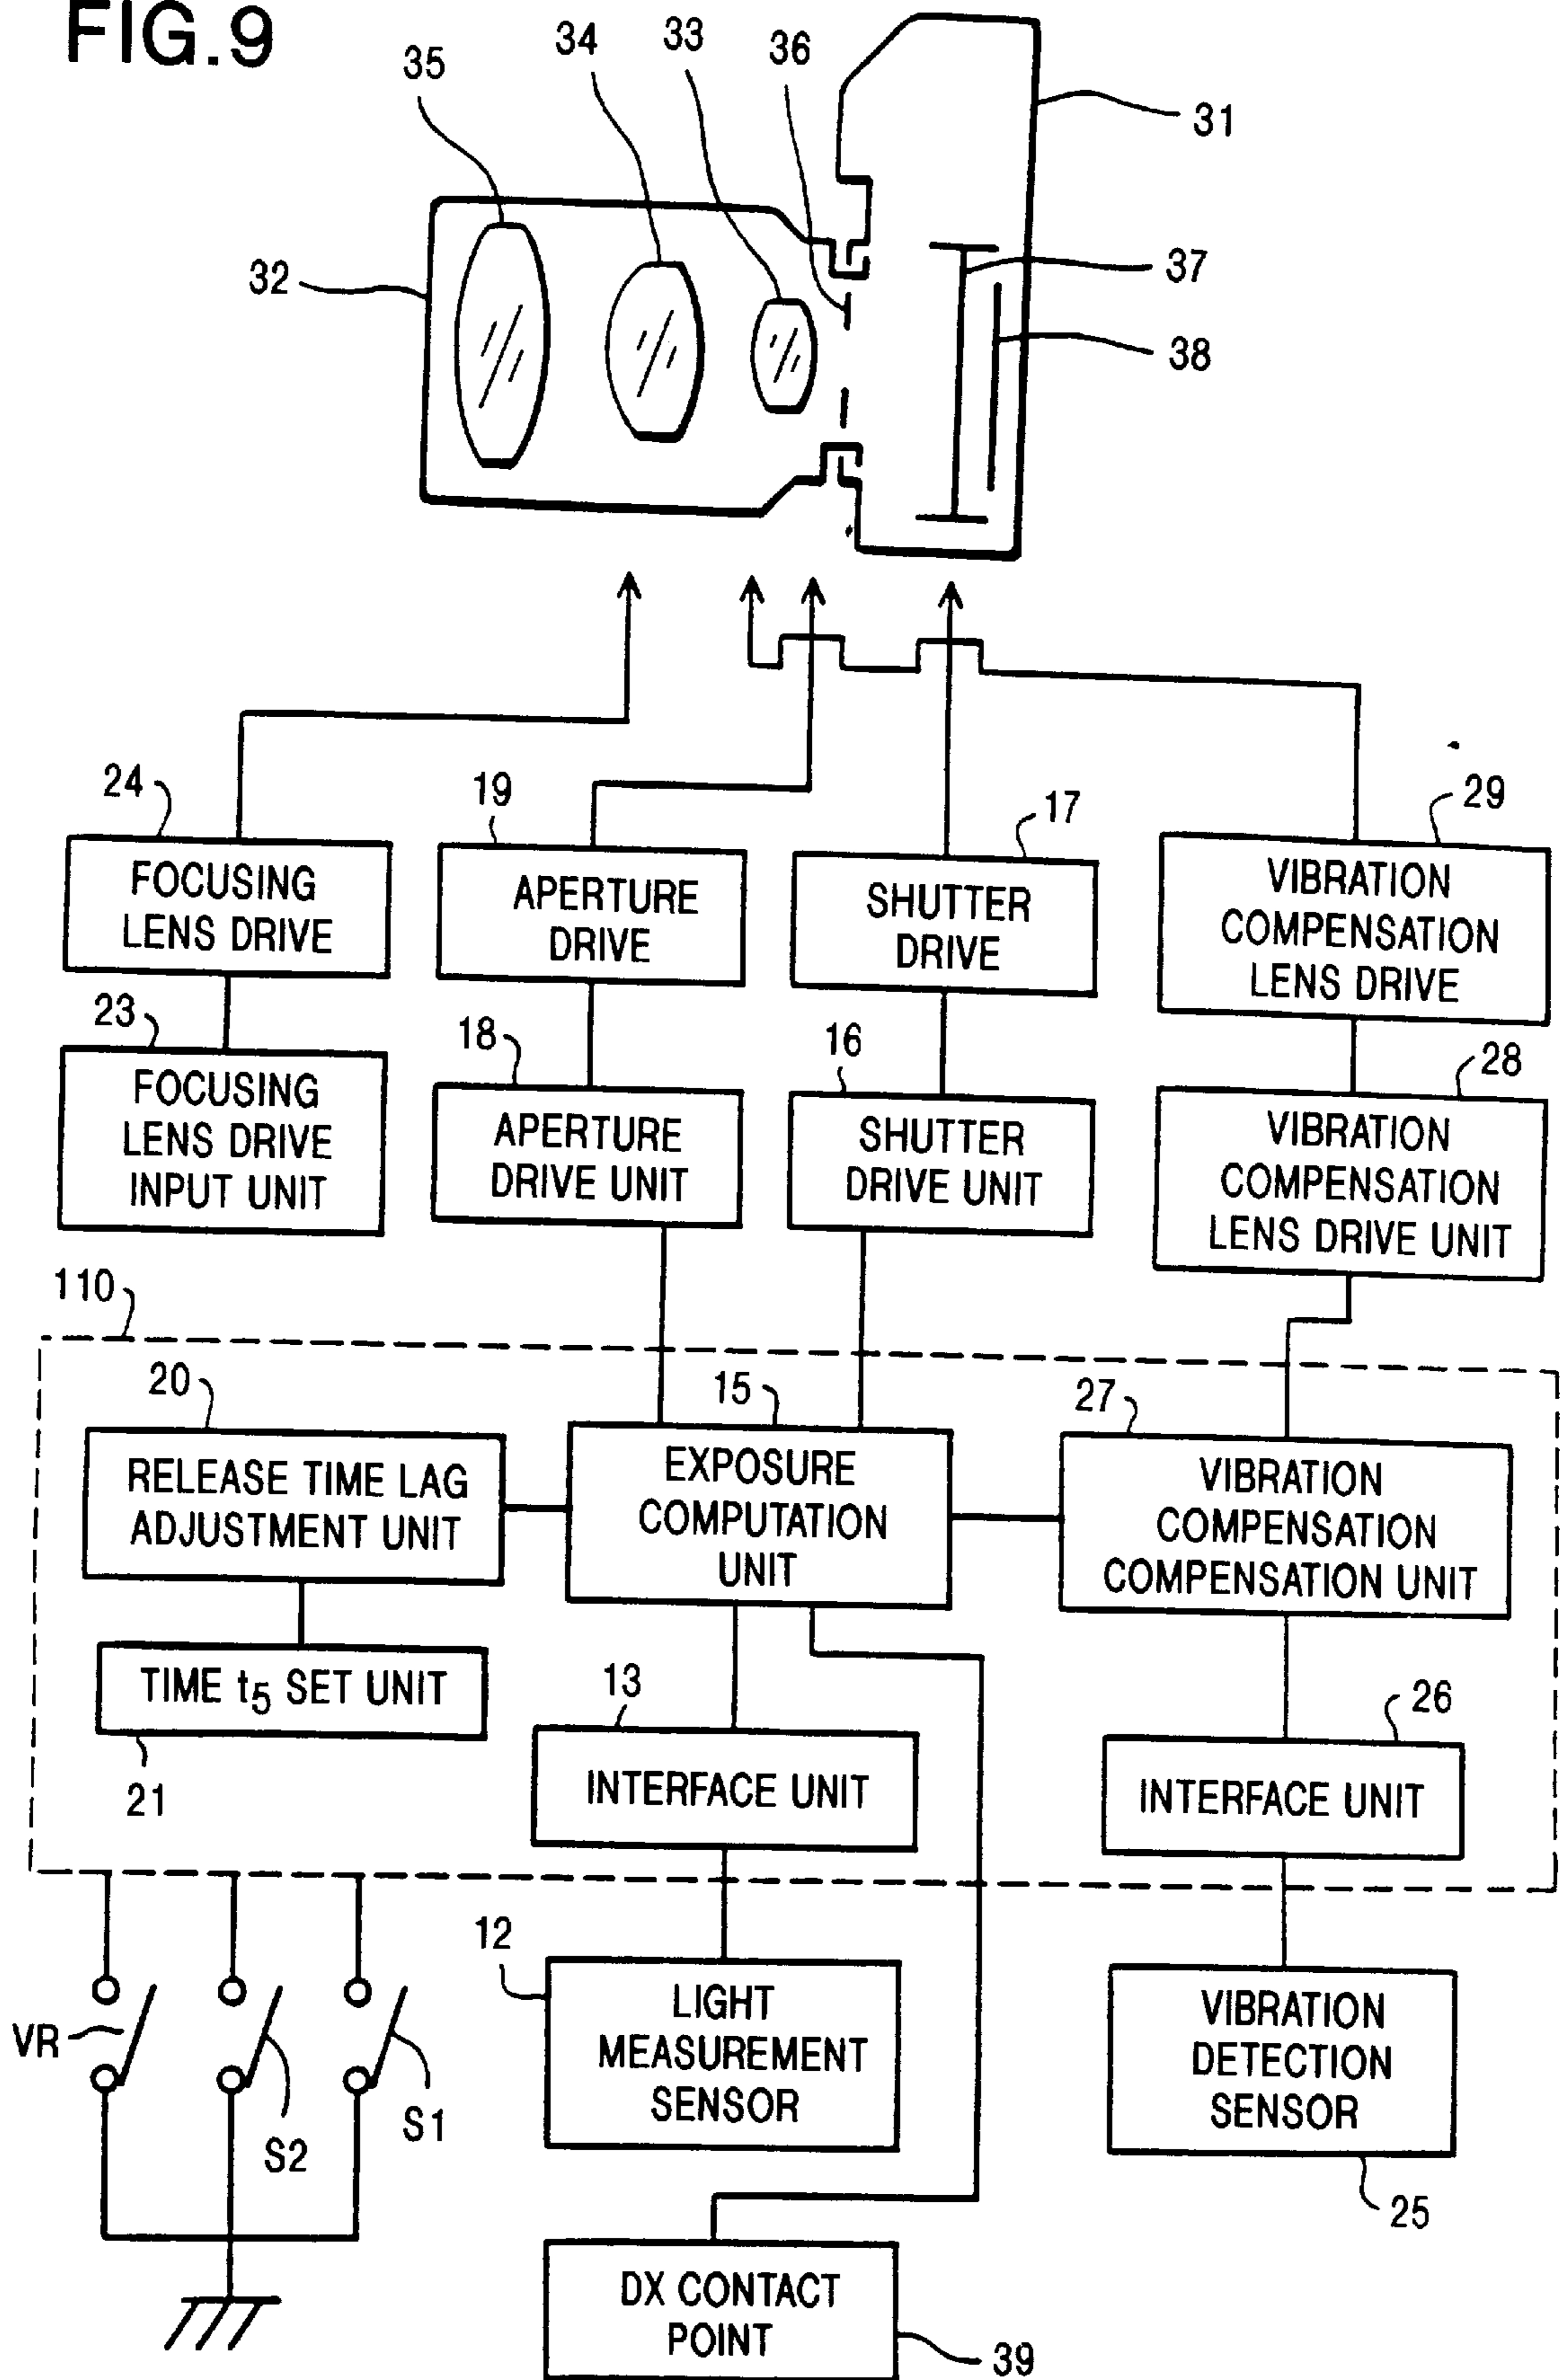 FIG.9
35
34
33
36
31
32
37
38
24
19
17
29
FOCUSING
LENS DRIVE
APERTURE
DRIVE
SHUTTER
DRIVE
VIBRATION
COMPENSATION
LENS DRIVE
23
18
16
28
FOCUSING
LENS DRIVE
INPUT UNIT
APERTURE
DRIVE UNIT
SHUTTER
DRIVE UNIT
VIBRATION
COMPENSATION
LENS DRIVE UNIT
110
20
15
27
RELEASE TIME LAG
ADJUSTMENT UNIT
EXPOSURE
COMPUTATION
UNIT
VIBRATION
COMPENSATION
COMPENSATION UNIT
TIME t5 SET UNIT
21
13
INTERFACE UNIT
26
INTERFACE UNIT
VR
S2
S1
12
LIGHT
MEASUREMENT
SENSOR
VIBRATION
DETECTION
SENSOR
25
DX CONTACT
POINT
39